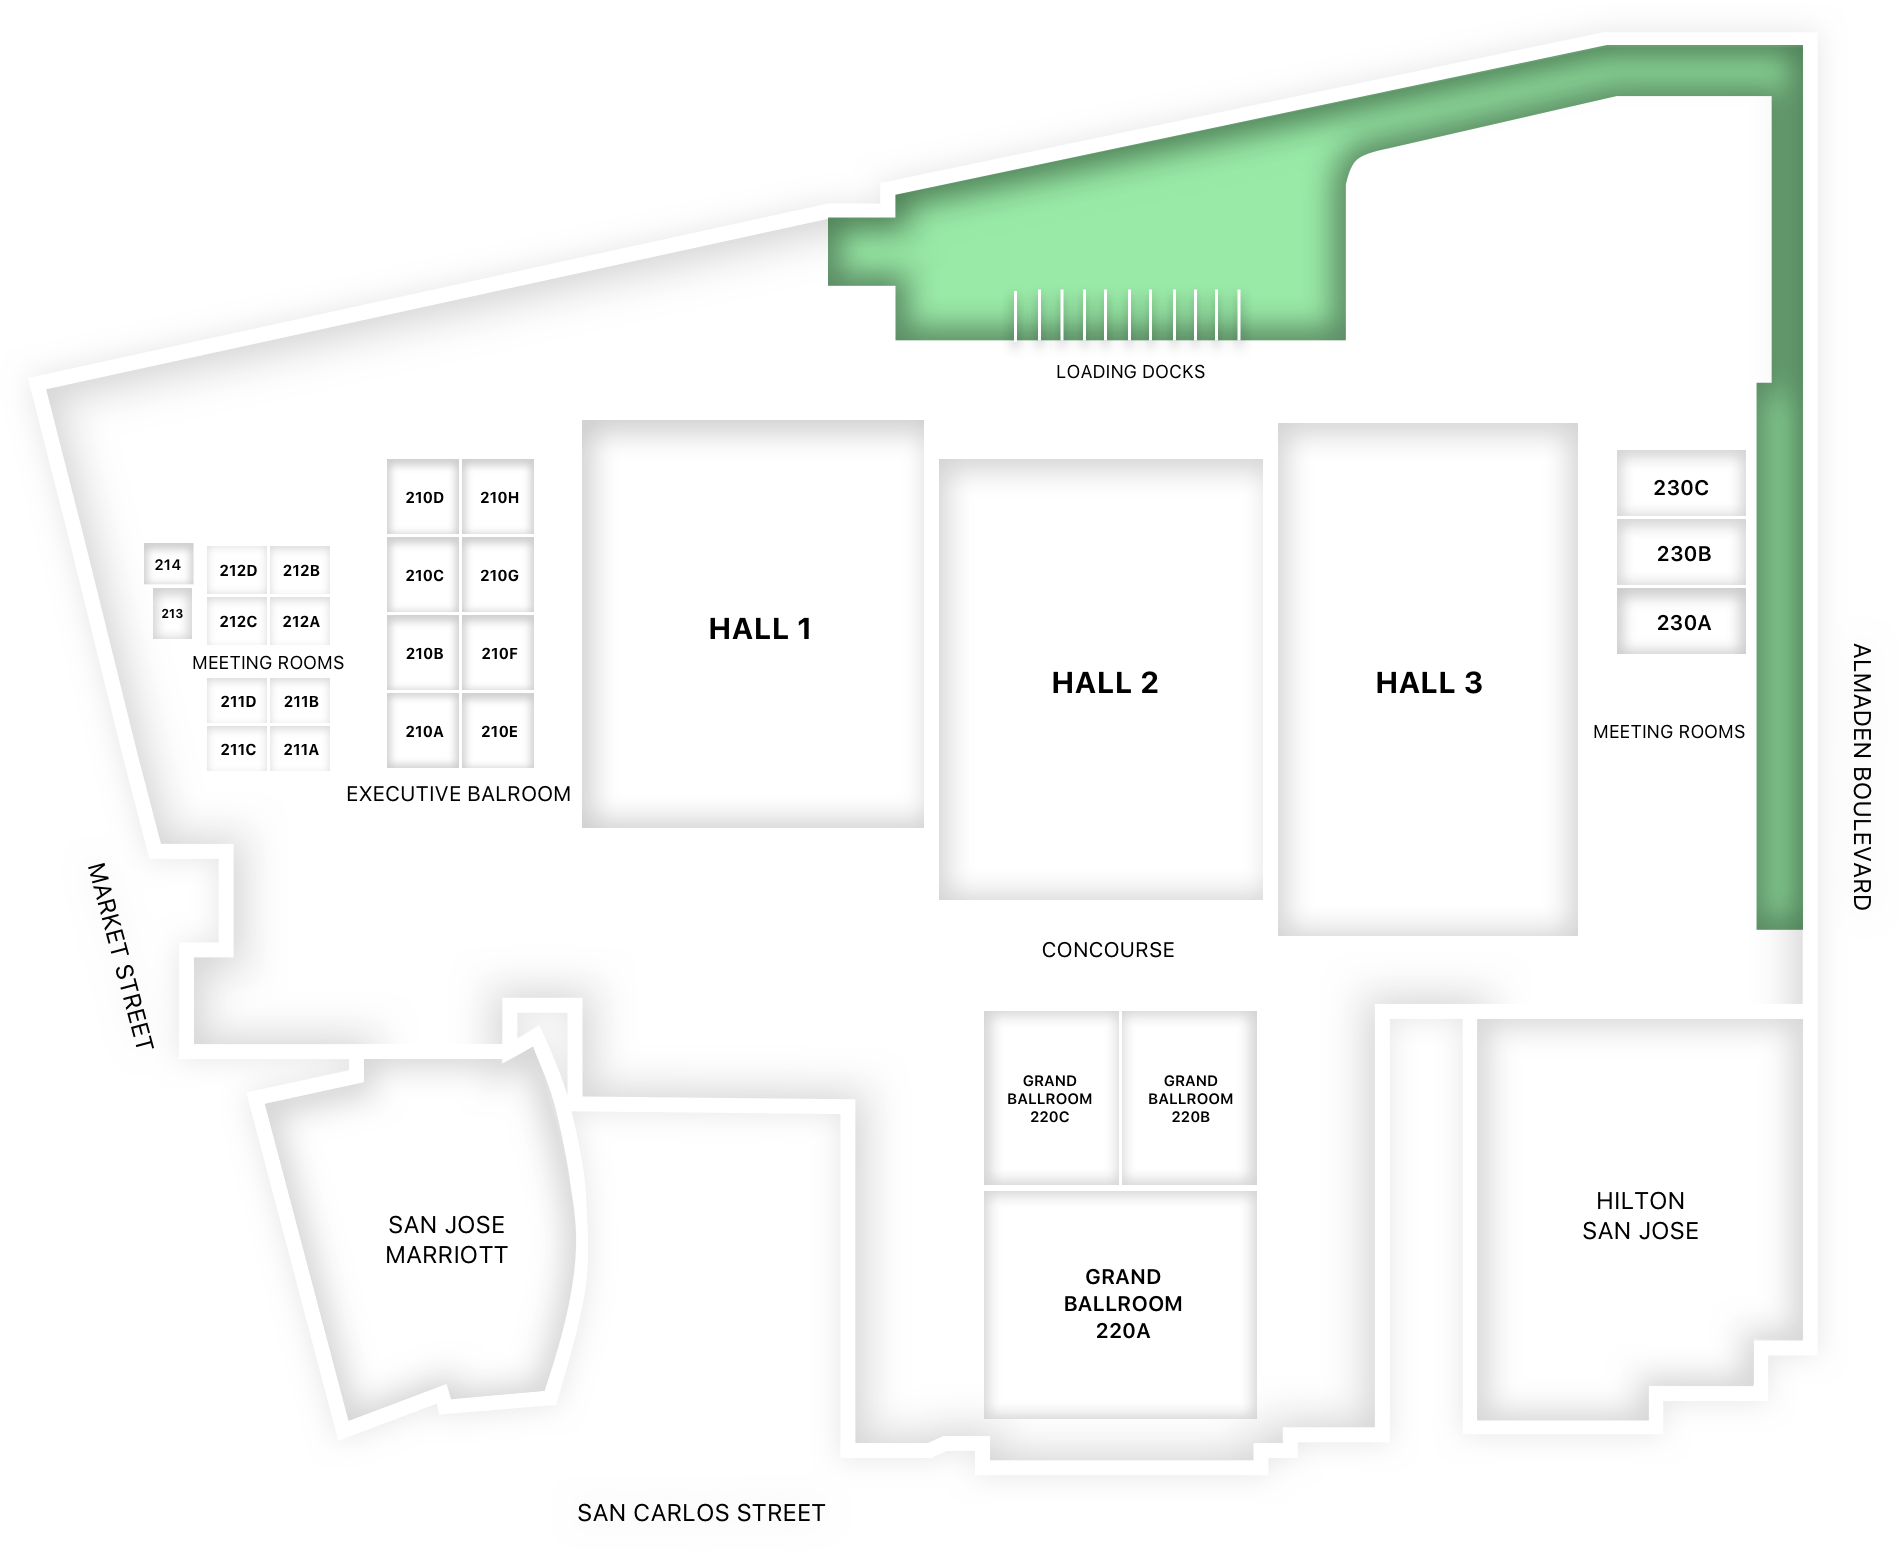 LOADING DOCKS
210D
210H
230C
210C
210G
230B
214
212D
212B
213
212C
212A
230A
HALL 1
MEETING ROOMS
210B
210F
HALL 2
HALL 3
211D
211B
210A
210E
MEETING ROOMS
211C
211A
EXECUTIVE BALROOM
ALMADEN BOULEVARD
MARKET STREET
CONCOURSE
GRAND
BALLROOM
220C
GRAND
BALLROOM
220B
SAN JOSE
MARRIOTT
HILTON
SAN JOSE
GRAND
BALLROOM
220A
SAN CARLOS STREET